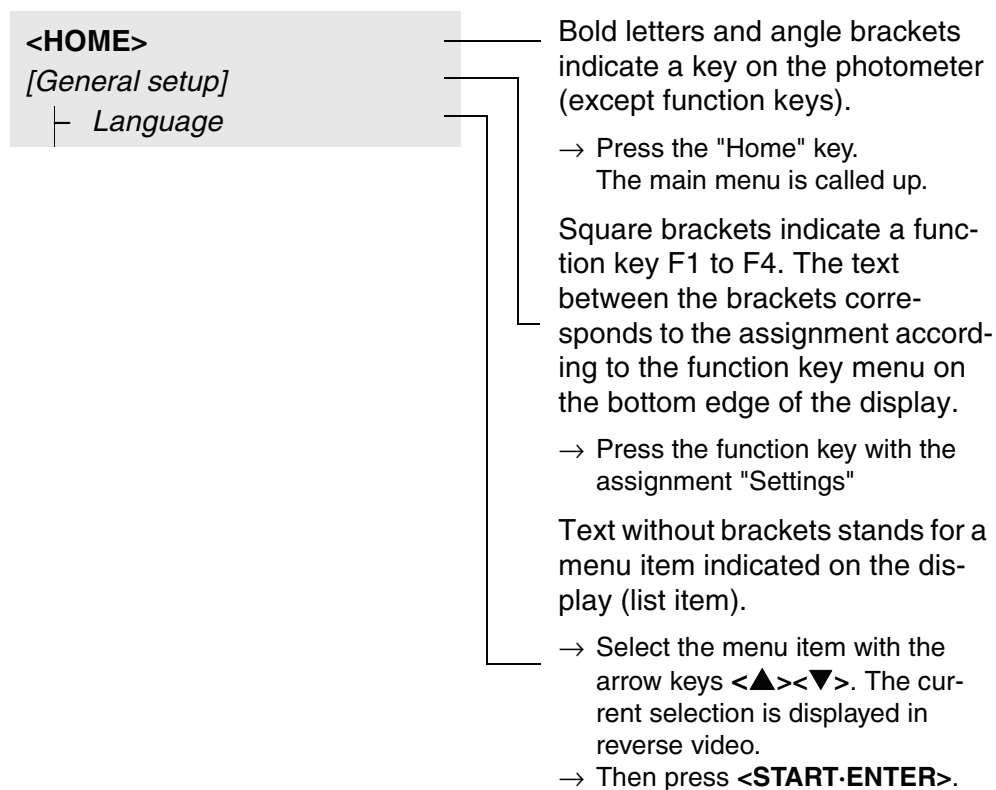 <HOME>
[General setup]
– Language
Bold letters and angle brackets
indicate a key on the photometer
(except function keys).
→ Press the "Home" key.
The main menu is called up.
Square brackets indicate a func-
tion key F1 to F4. The text
between the brackets corre-
sponds to the assignment accord-
ing to the function key menu on
the bottom edge of the display.
→ Press the function key with the
assignment "Settings"
Text without brackets stands for a
menu item indicated on the dis-
play (list item).
→ Select the menu item with the
arrow keys <▲><▼>. The cur-
rent selection is displayed in
reverse video.
→ Then press <START·ENTER>.